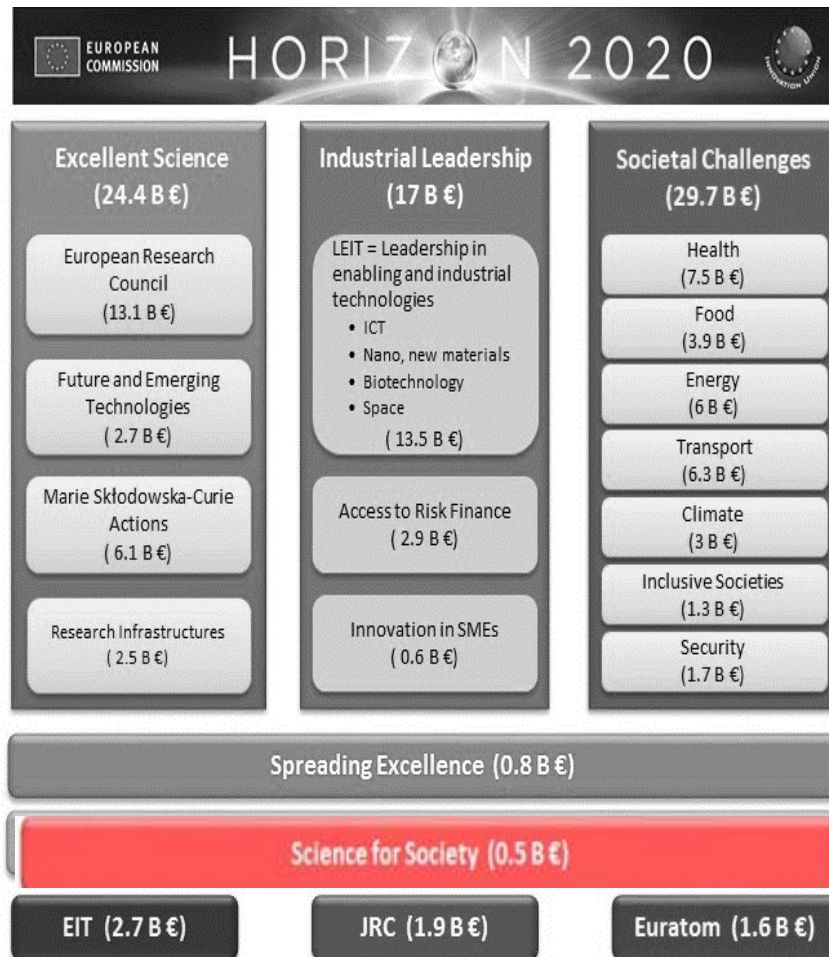 EUROPEAN
COMMISSION
HORIZON 2020
INNOVATION UNION
Excellent Science
(24.4 B €)
European Research
Council
(13.1 B €)
Future and Emerging
Technologies
( 2.7 B €)
Marie Skłodowska-Curie
Actions
( 6.1 B €)
Research Infrastructures
( 2.5 B €)
Industrial Leadership
(17 B €)
LEIT = Leadership in
enabling and industrial
technologies
• ICT
• Nano, new materials
• Biotechnology
• Space
( 13.5 B €)
Access to Risk Finance
( 2.9 B €)
Innovation in SMEs
( 0.6 B €)
Societal Challenges
(29.7 B €)
Health
(7.5 B €)
Food
(3.9 B €)
Energy
(6 B €)
Transport
(6.3 B €)
Climate
(3 B €)
Inclusive Societies
(1.3 B €)
Security
(1.7 B €)
Spreading Excellence (0.8 B €)
Science for Society (0.5 B €)
EIT (2.7 B €)
JRC (1.9 B €)
Euratom (1.6 B €)